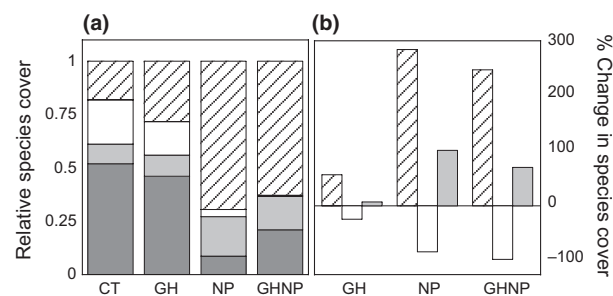 (a)
(b)
Relative species cover
1
0.75
0.5
0.25
0
CT GH NP GHNP
300
200
100
0
–100
% Change in species cover
GH NP GHNP